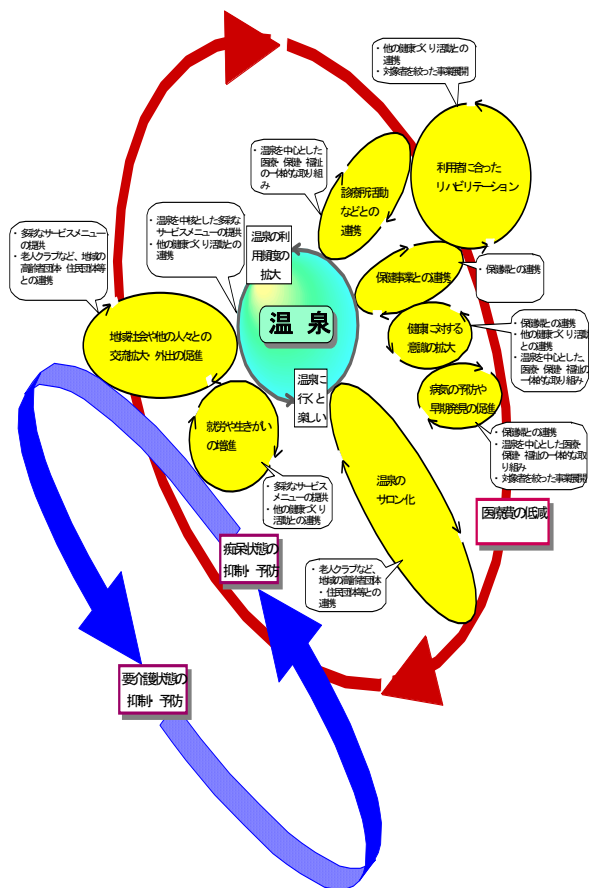 ・ 他の健康づくり活動との
連携
・ 対象者を絞った事業展開
・ 温泉を中心とした
医療・保健・福祉
の一体的な取り組
み
利用者に合った
リハビリテーション
診療所活動
などとの
連携
・ 多彩なサービスメニュー
の提供
・ 老人クラブなど、地域の
高齢者団体・住民団体等
との連携
・ 温泉を中核とした多彩な
サービスメニューの提供
・ 他の健康づくり活動との
連携
温泉の利
用頻度の
拡大
保健事業との連携
・ 保健婦との連携
温 泉
地域社会や他の人々との
交流拡大・外出の促進
健康に対する
意識の拡大
・ 保健婦との連携
・ 他の健康づくり活動
との連携
・ 温泉を中心とした、
医療・保健・福祉の
一体的な取り組み
温泉に
行くと
楽しい
病気の予防や
早期発見の促進
就労や生きがい
の増進
・ 保健婦との連携
・ 温泉を中心とした医療・
保健・福祉の一体的な取
り組み
・ 対象者を絞った事業展開
・ 多彩なサービス
メニューの提供
・ 他の健康づくり
活動との連携
温泉の
サロン化
医療費の低減
痴呆状態の
抑制・予防
・ 老人クラブなど、
地域の高齢者団体
・住民団体等との
連携
要介護状態の
抑制・予防